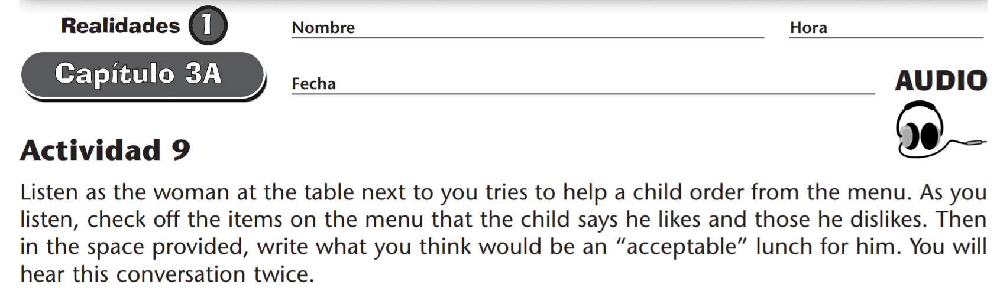 Realidades 1
Nombre
Hora
Capítulo 3A
Fecha
AUDIO
Actividad 9
Listen as the woman at the table next to you tries to help a child order from the menu. As you
listen, check off the items on the menu that the child says he likes and those he dislikes. Then
in the space provided, write what you think would be an “acceptable” lunch for him. You will
hear this conversation twice.